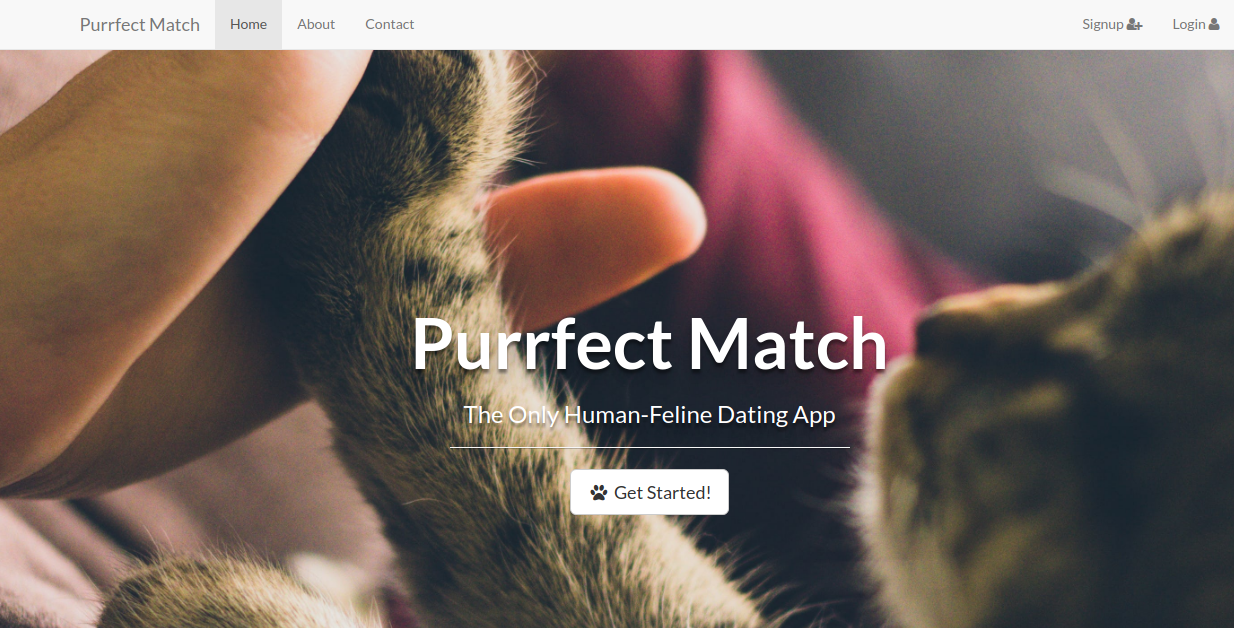 Purrfect Match Home About Contact Signup Login
Purrfect Match
The Only Human-Feline Dating App
Get Started!